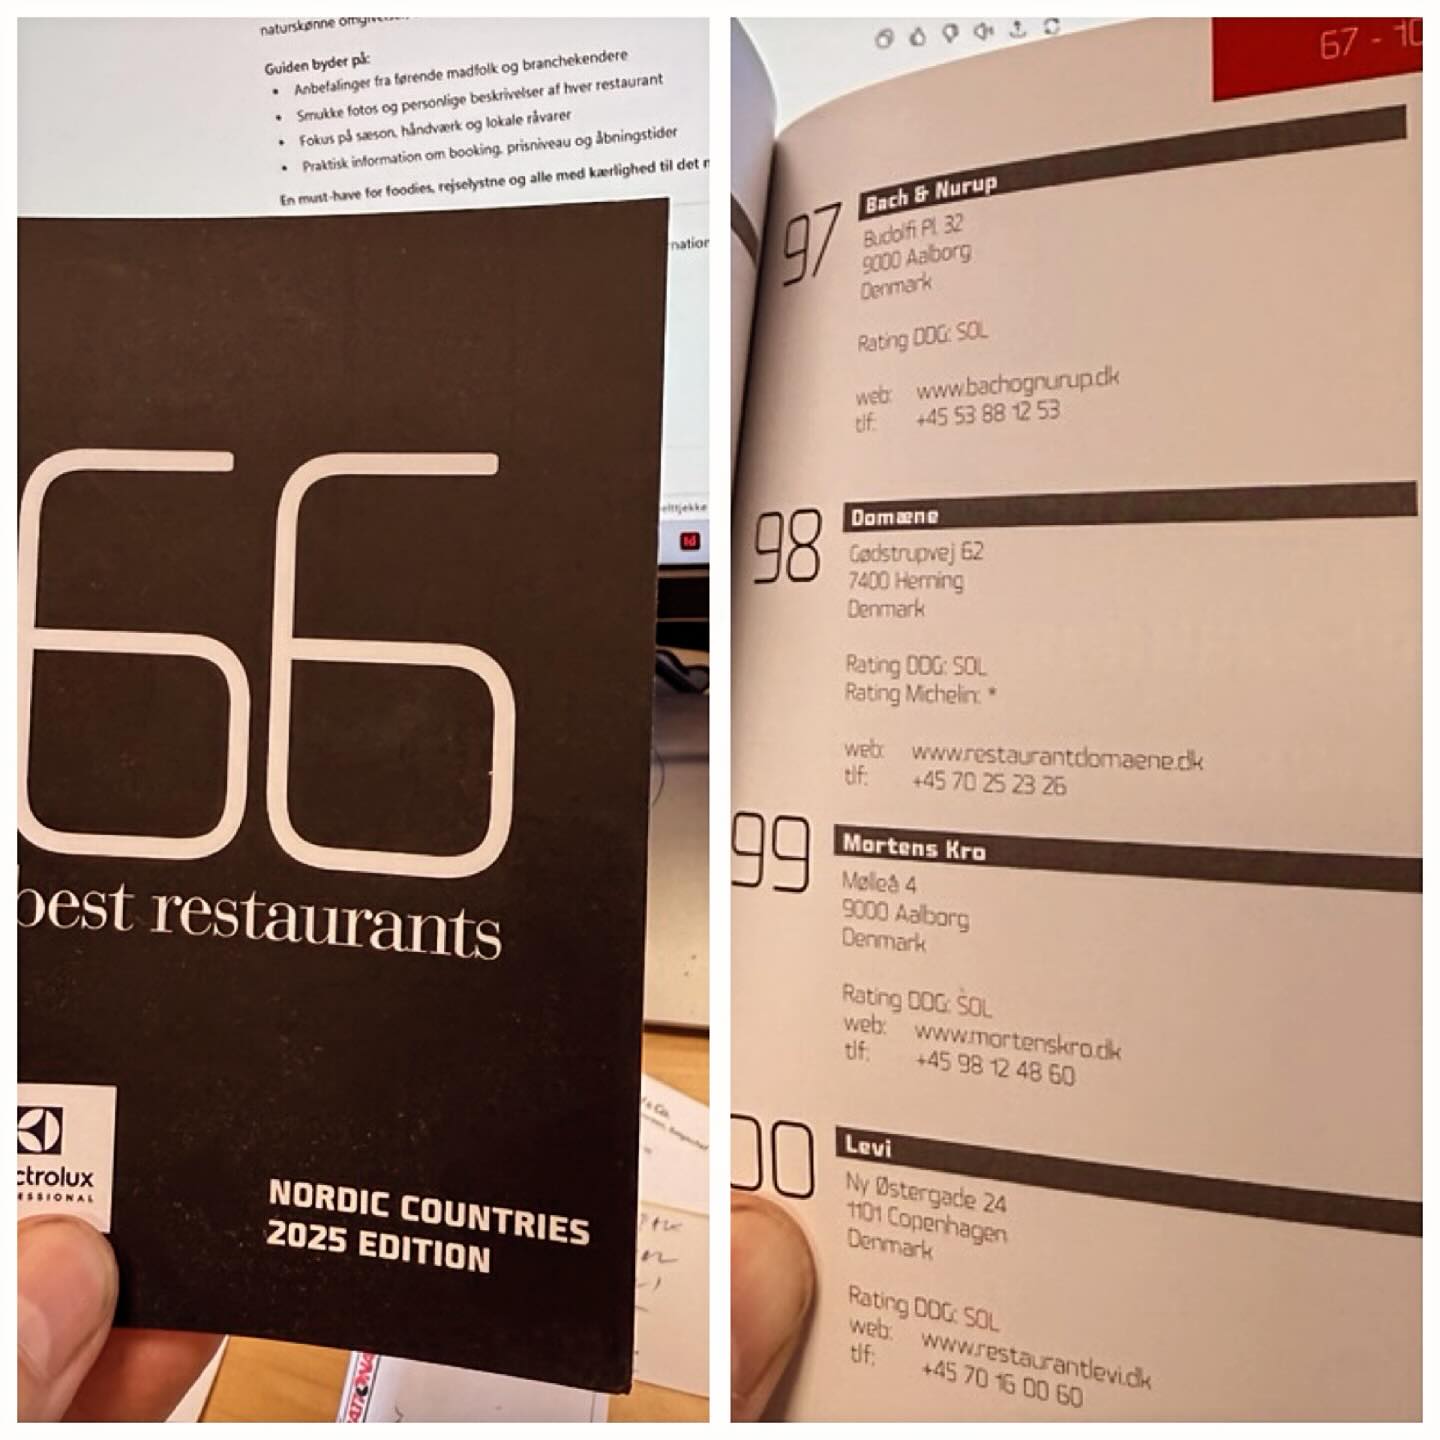 naturskønne
Guiden byder på:
• Anbefalinger fra førende madfolk og branchekendere
• Smukke fotos og personlige beskrivelser af hver restaurant
• Fokus på sæson, håndværk og lokale råvarer
• Praktisk information om booking, prisniveau og åbningstider
En must-have for foodies, rejselystne og alle med kærlighed til det
66
best restaurants
ctrolux
ESSIONAL
NORDIC COUNTRIES
2025 EDITION
Id
67 - 10
97
Bach & Nurup
Budolfi Pl. 32
9000 Aalborg
Denmark
Rating DDG: SOL
web: www.bachognurup.dk
tlf: +45 53 88 12 53
98
Domæne
Gødstrupvej 62
7400 Herning
Denmark
Rating DDG: SOL
Rating Michelin: *
web: www.restaurantdomaene.dk
tlf: +45 70 25 23 26
99
Mortens Kro
Mølleå 4
9000 Aalborg
Denmark
Rating DDG: SOL
web: www.mortenskro.dk
tlf: +45 98 12 48 60
00
Levi
Ny Østergade 24
1101 Copenhagen
Denmark
Rating DDG: SOL
web: www.restaurantlevi.dk
tlf: +45 70 16 00 60